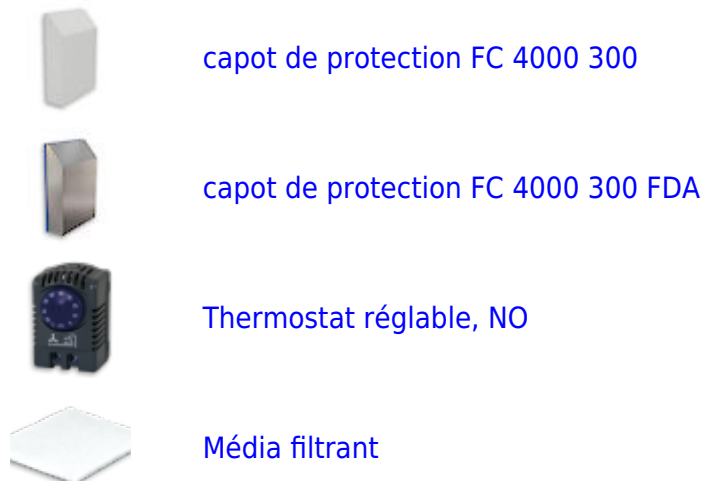 capot de protection FC 4000 300
capot de protection FC 4000 300 FDA
Thermostat réglable, NO
Média filtrant